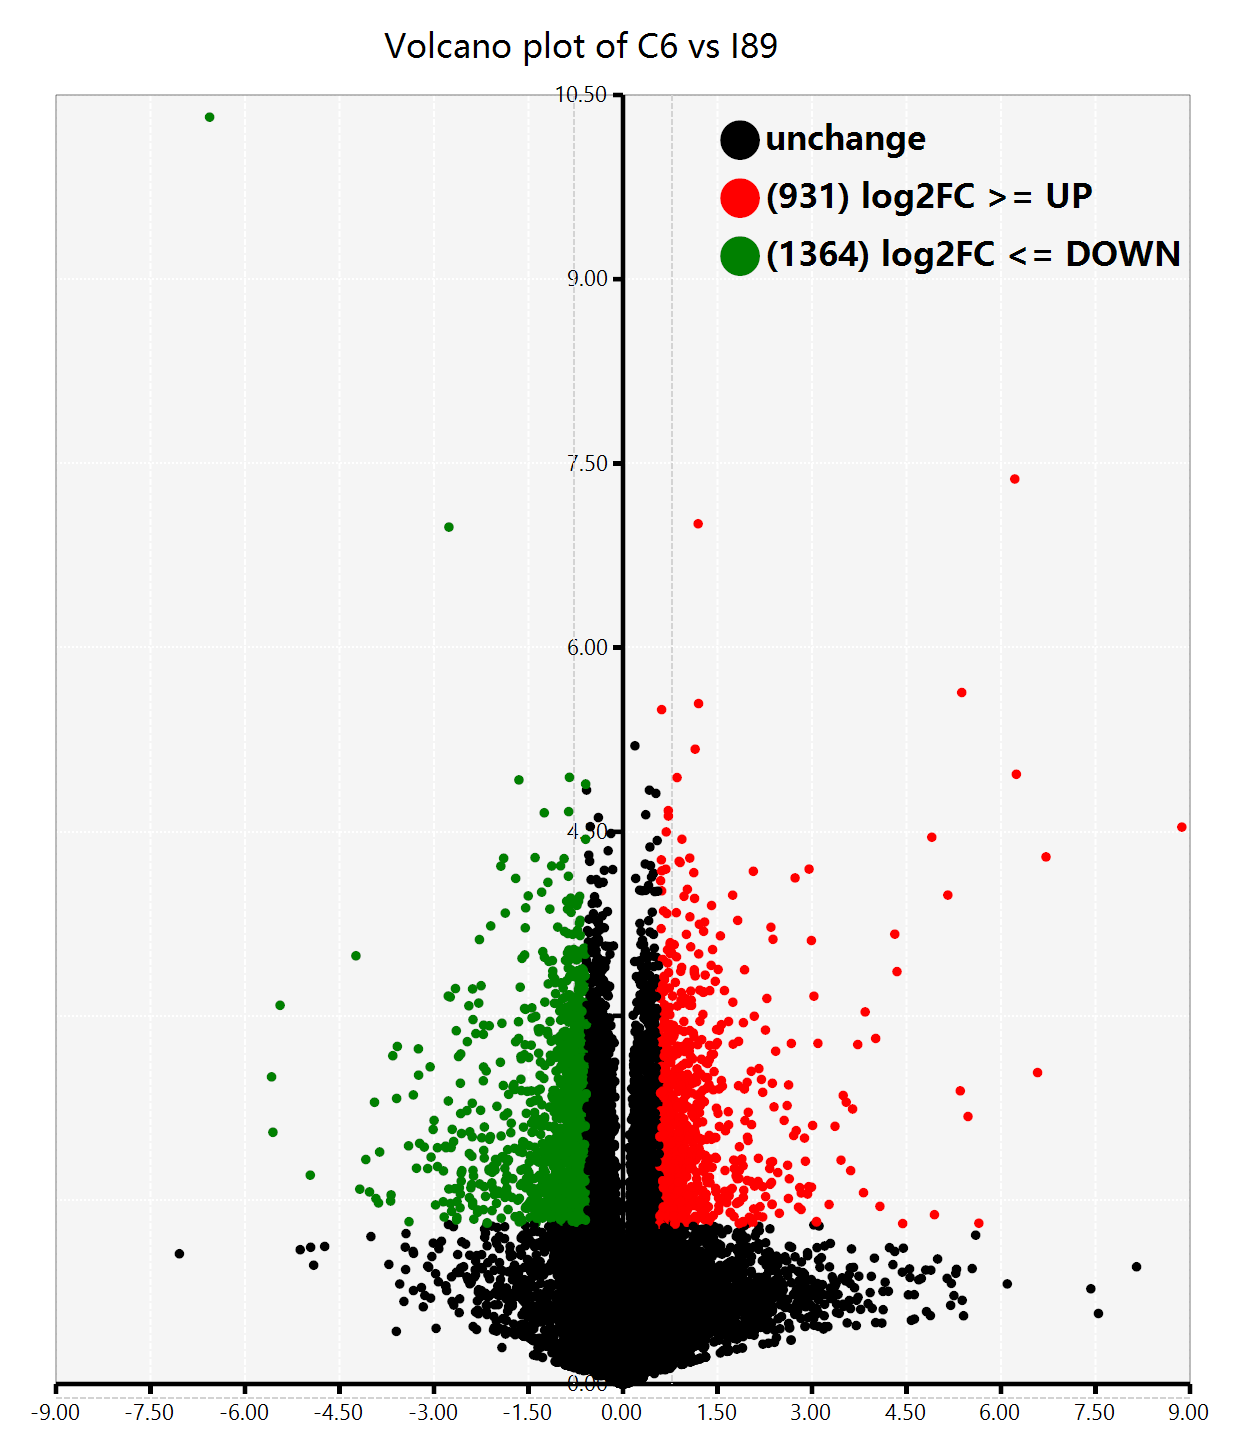 Volcano plot of C6 vs I89
10.50
unchange
(931) log2FC >= UP
(1364) log2FC <= DOWN
9.00
7.50
6.00
4.50
0.00
-9.00 -7.50 -6.00 -4.50 -3.00 -1.50 0.00 1.50 3.00 4.50 6.00 7.50 9.00